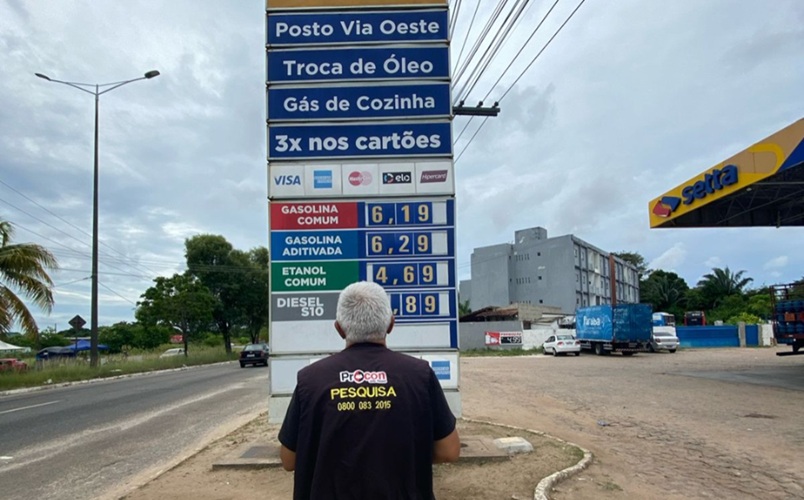 Posto Via Oeste
Troca de Óleo
Gás de Cozinha
3x nos cartões
VISA
elo
Hipercard
GASOLINA COMUM 6,19
GASOLINA ADITIVADA 6,29
ETANOL COMUM 4,69
DIESEL S10 ,89
setta
Procon
PESQUISA
0800 083 2015